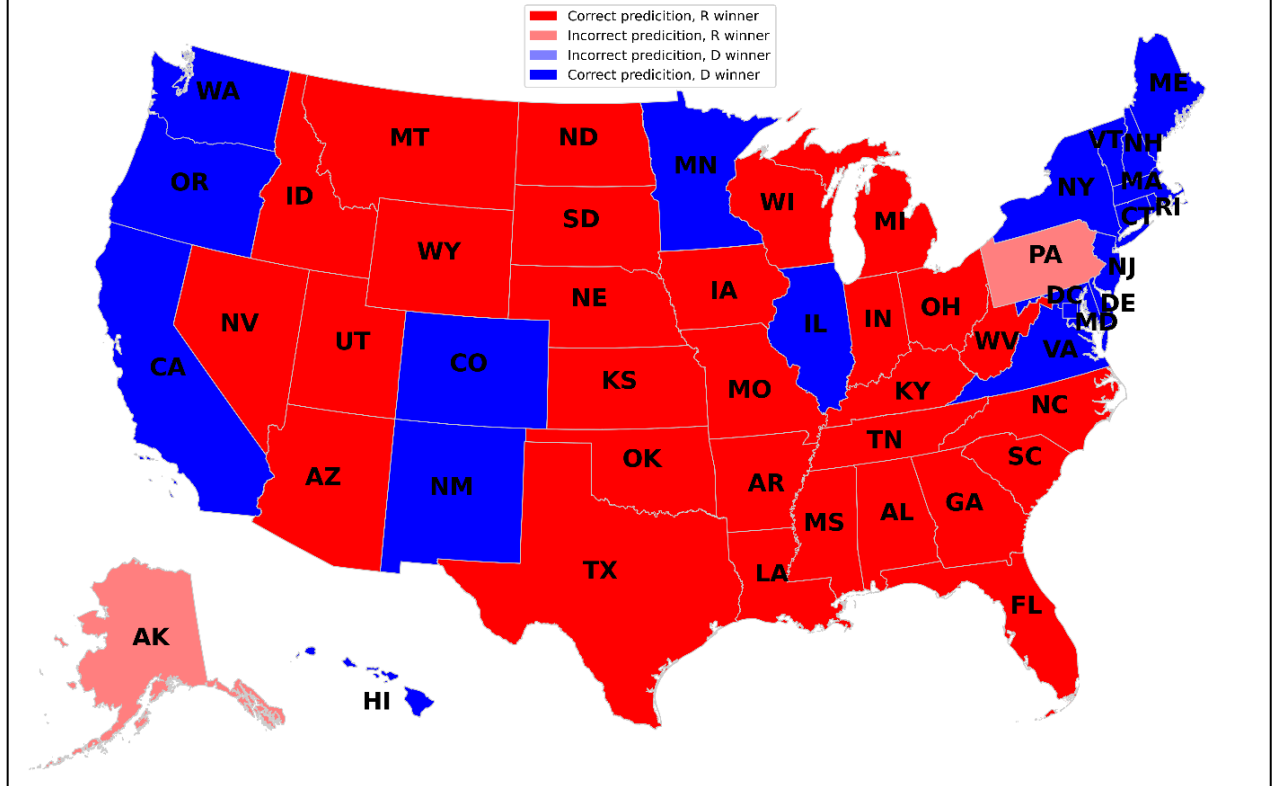 Correct predicition, R winner
Incorrect predicition, R winner
Incorrect predicition, D winner
Correct predicition, D winner
WA
ME
MT
ND
VT
NH
MN
OR
MA
NY
ID
WI
RI
SD
CT
MI
WY
PA
NJ
IA
NE
DC
DE
OH
IN
MD
NV
IL
UT
WV
VA
CO
CA
KS
MO
KY
NC
TN
OK
SC
AZ
AR
NM
GA
AL
MS
TX
LA
FL
AK
HI